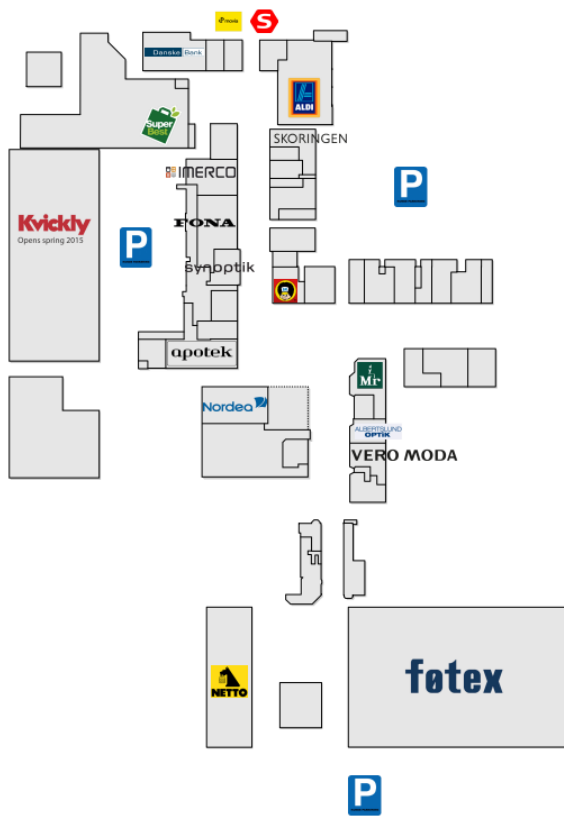 S
Danske Bank
ALDI
Super
Best
SKORINGEN
IMERCO
P
Kvickly
Opens spring 2015
FONA
P
synoptik
apotek
Mr
Nordea
ALBERTSLUND
OPTIK
VERO MODA
føtex
NETTO
P